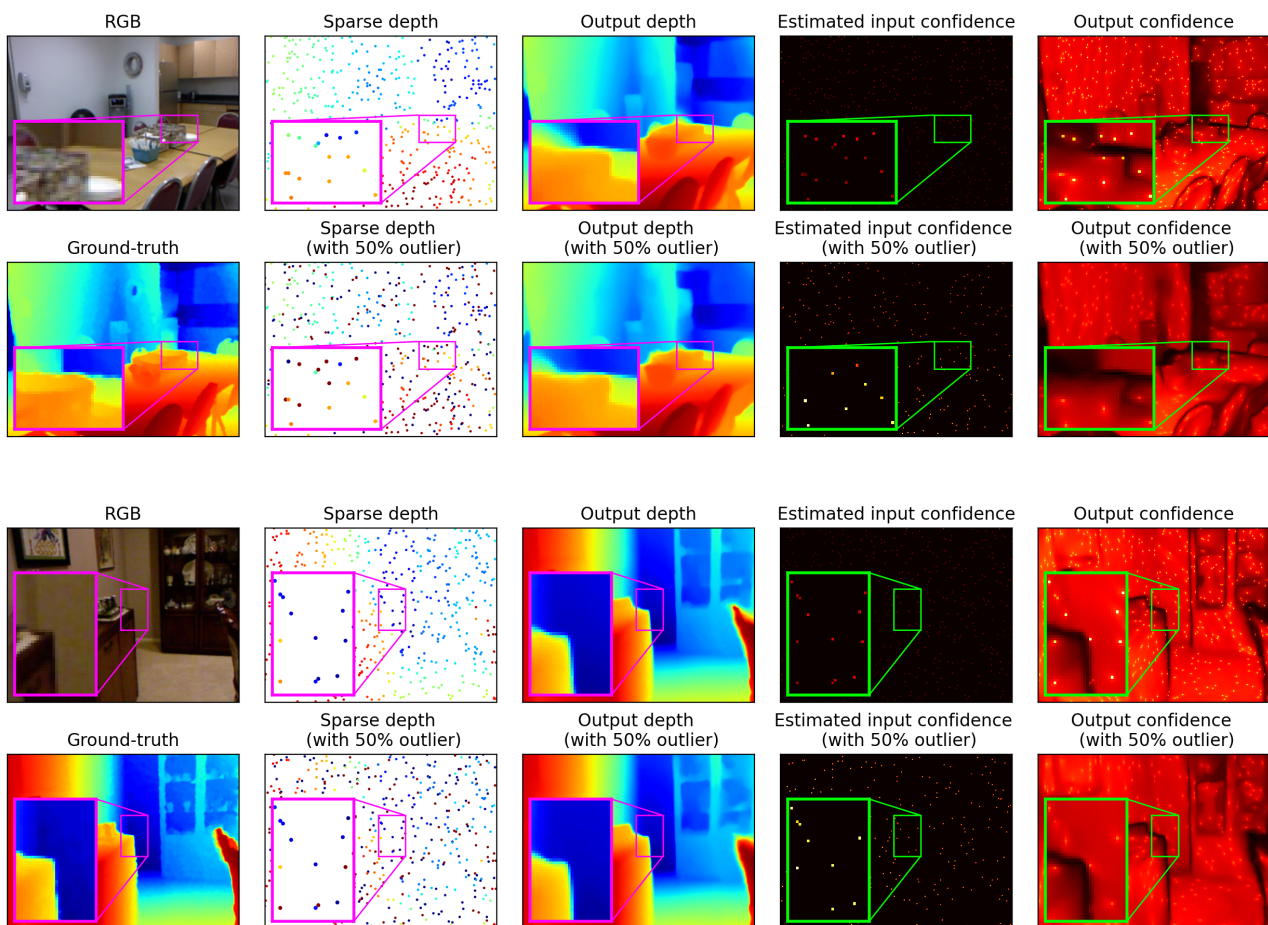 RGB
Sparse depth
Output depth
Estimated input confidence
Output confidence
Ground-truth
Sparse depth
(with 50% outlier)
Output depth
(with 50% outlier)
Estimated input confidence
(with 50% outlier)
Output confidence
(with 50% outlier)
RGB
Sparse depth
Output depth
Estimated input confidence
Output confidence
Ground-truth
Sparse depth
(with 50% outlier)
Output depth
(with 50% outlier)
Estimated input confidence
(with 50% outlier)
Output confidence
(with 50% outlier)